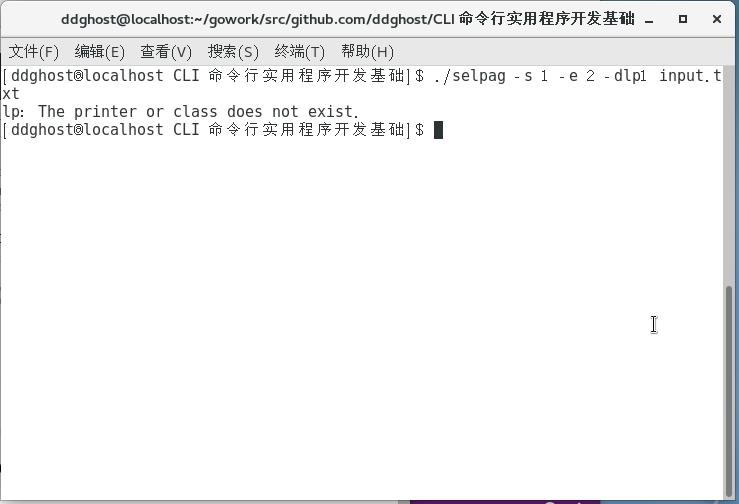 ddghost@localhost:~/gowork/src/github.com/ddghost/CLI 命令行实用程序开发基础
文件(F) 编辑(E) 查看(V) 搜索(S) 终端(T) 帮助(H)
[ddghost@localhost CLI 命令行实用程序开发基础]$ ./selpag -s 1 -e 2 -dlp1 input.t
xt
lp: The printer or class does not exist.
[ddghost@localhost CLI 命令行实用程序开发基础]$